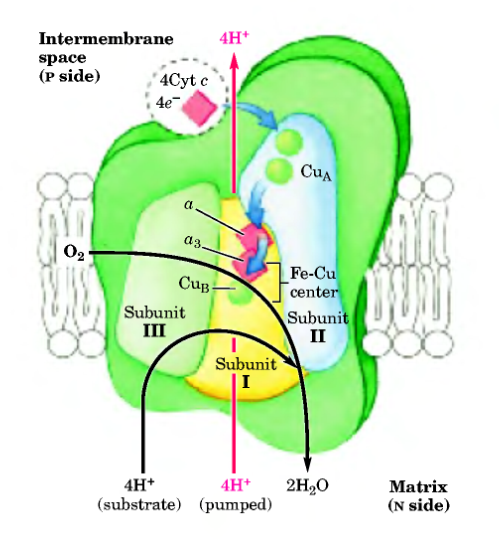 Intermembrane
space
(P side)
4H⁺
4Cyt c
4e⁻
CuA
a
a3
O₂
CuB
Fe-Cu
center
Subunit
III
Subunit
II
Subunit
I
4H⁺
(substrate)
4H⁺
(pumped)
2H₂O
Matrix
(N side)